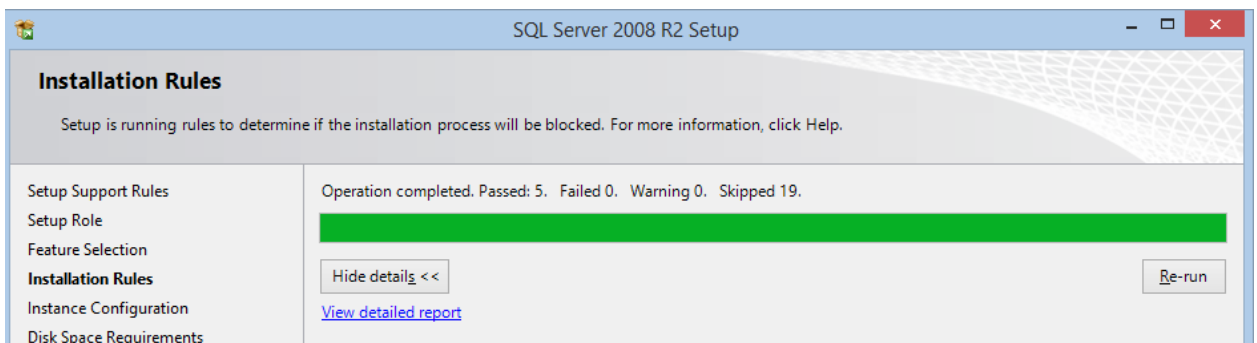 SQL Server 2008 R2 Setup
Installation Rules
Setup is running rules to determine if the installation process will be blocked. For more information, click Help.
Setup Support Rules
Setup Role
Feature Selection
Installation Rules
Instance Configuration
Disk Space Requirements
Operation completed. Passed: 5. Failed 0. Warning 0. Skipped 19.
Hide details <<
Re-run
View detailed report